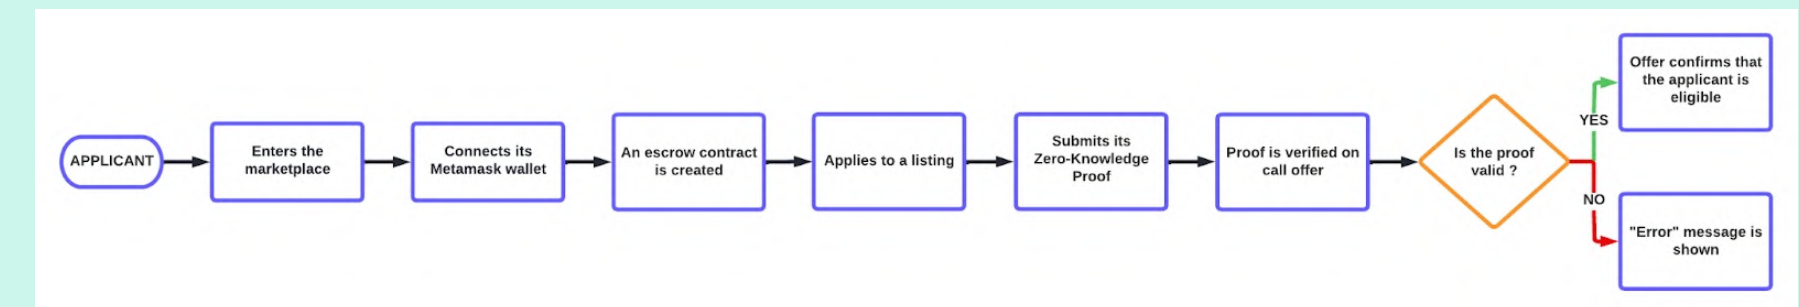 APPLICANT
Enters the
marketplace
Connects its
Metamask wallet
An escrow contract
is created
Applies to a listing
Submits its
Zero-Knowledge
Proof
Proof is verified on
call offer
Is the proof
valid ?
YES
Offer confirms that
the applicant is
eligible
NO
"Error" message is
shown